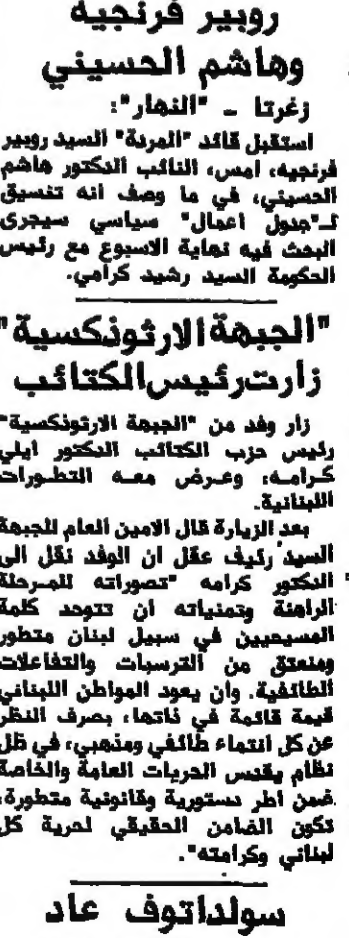 روبير فرنجيه
وهاشم الحسيني
زغرتا - "النهار":
استقبل قائد "المردة" السيد روبير
فرنجيه، امس، النائب الدكتور هاشم
الحسيني، في ما وصف انه تنسيق
لـ"جدول اعمال" سياسي سيجرى
البحث فيه نهاية الاسبوع مع رئيس
الحكومة السيد رشيد كرامي.
"الجبهة الارثوذكسية"
زارت رئيس الكتائب
زار وفد من "الجبهة الارثوذكسية"
رئيس حزب الكتائب الدكتور ايلي
كرامه، وعرض معه التطورات
اللبنانية.
بعد الزيارة قال الامين العام للجبهة
السيد رئيف عقل ان الوفد نقل الى
الدكتور كرامه "تصوراته للمرحلة
الراهنة وتمنياته ان تتوحد كلمة
المسيحيين في سبيل لبنان متطور
ومنعتق من الترسبات والتفاعلات
الطائفية. وان يعود المواطن اللبناني
قيمة قائمة في ذاتها، بصرف النظر
عن كل انتماء طائفي ومذهبي، في ظل
نظام يقدس الحريات العامة والخاصة
ضمن اطر دستورية وقانونية متطورة،
تكون الضامن الحقيقي لحرية كل
لبناني وكرامته".
سولداتوف عاد